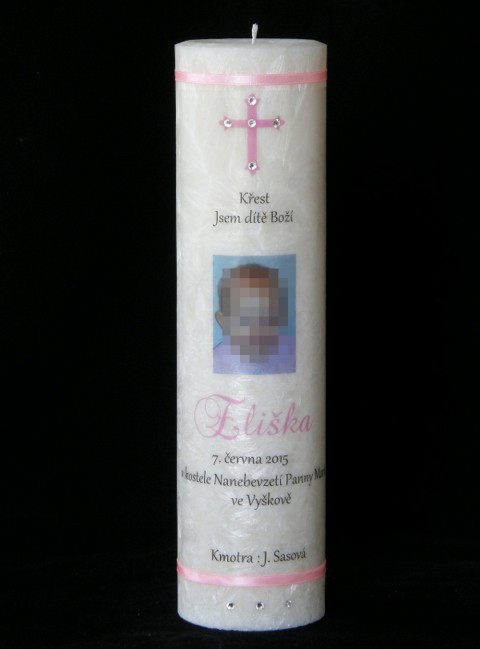 Křest
Jsem dítě Boží
Eliška
7. června 2015
kostele Nanebevzetí Panny
ve Vyškově
Kmotra : J. Sasová